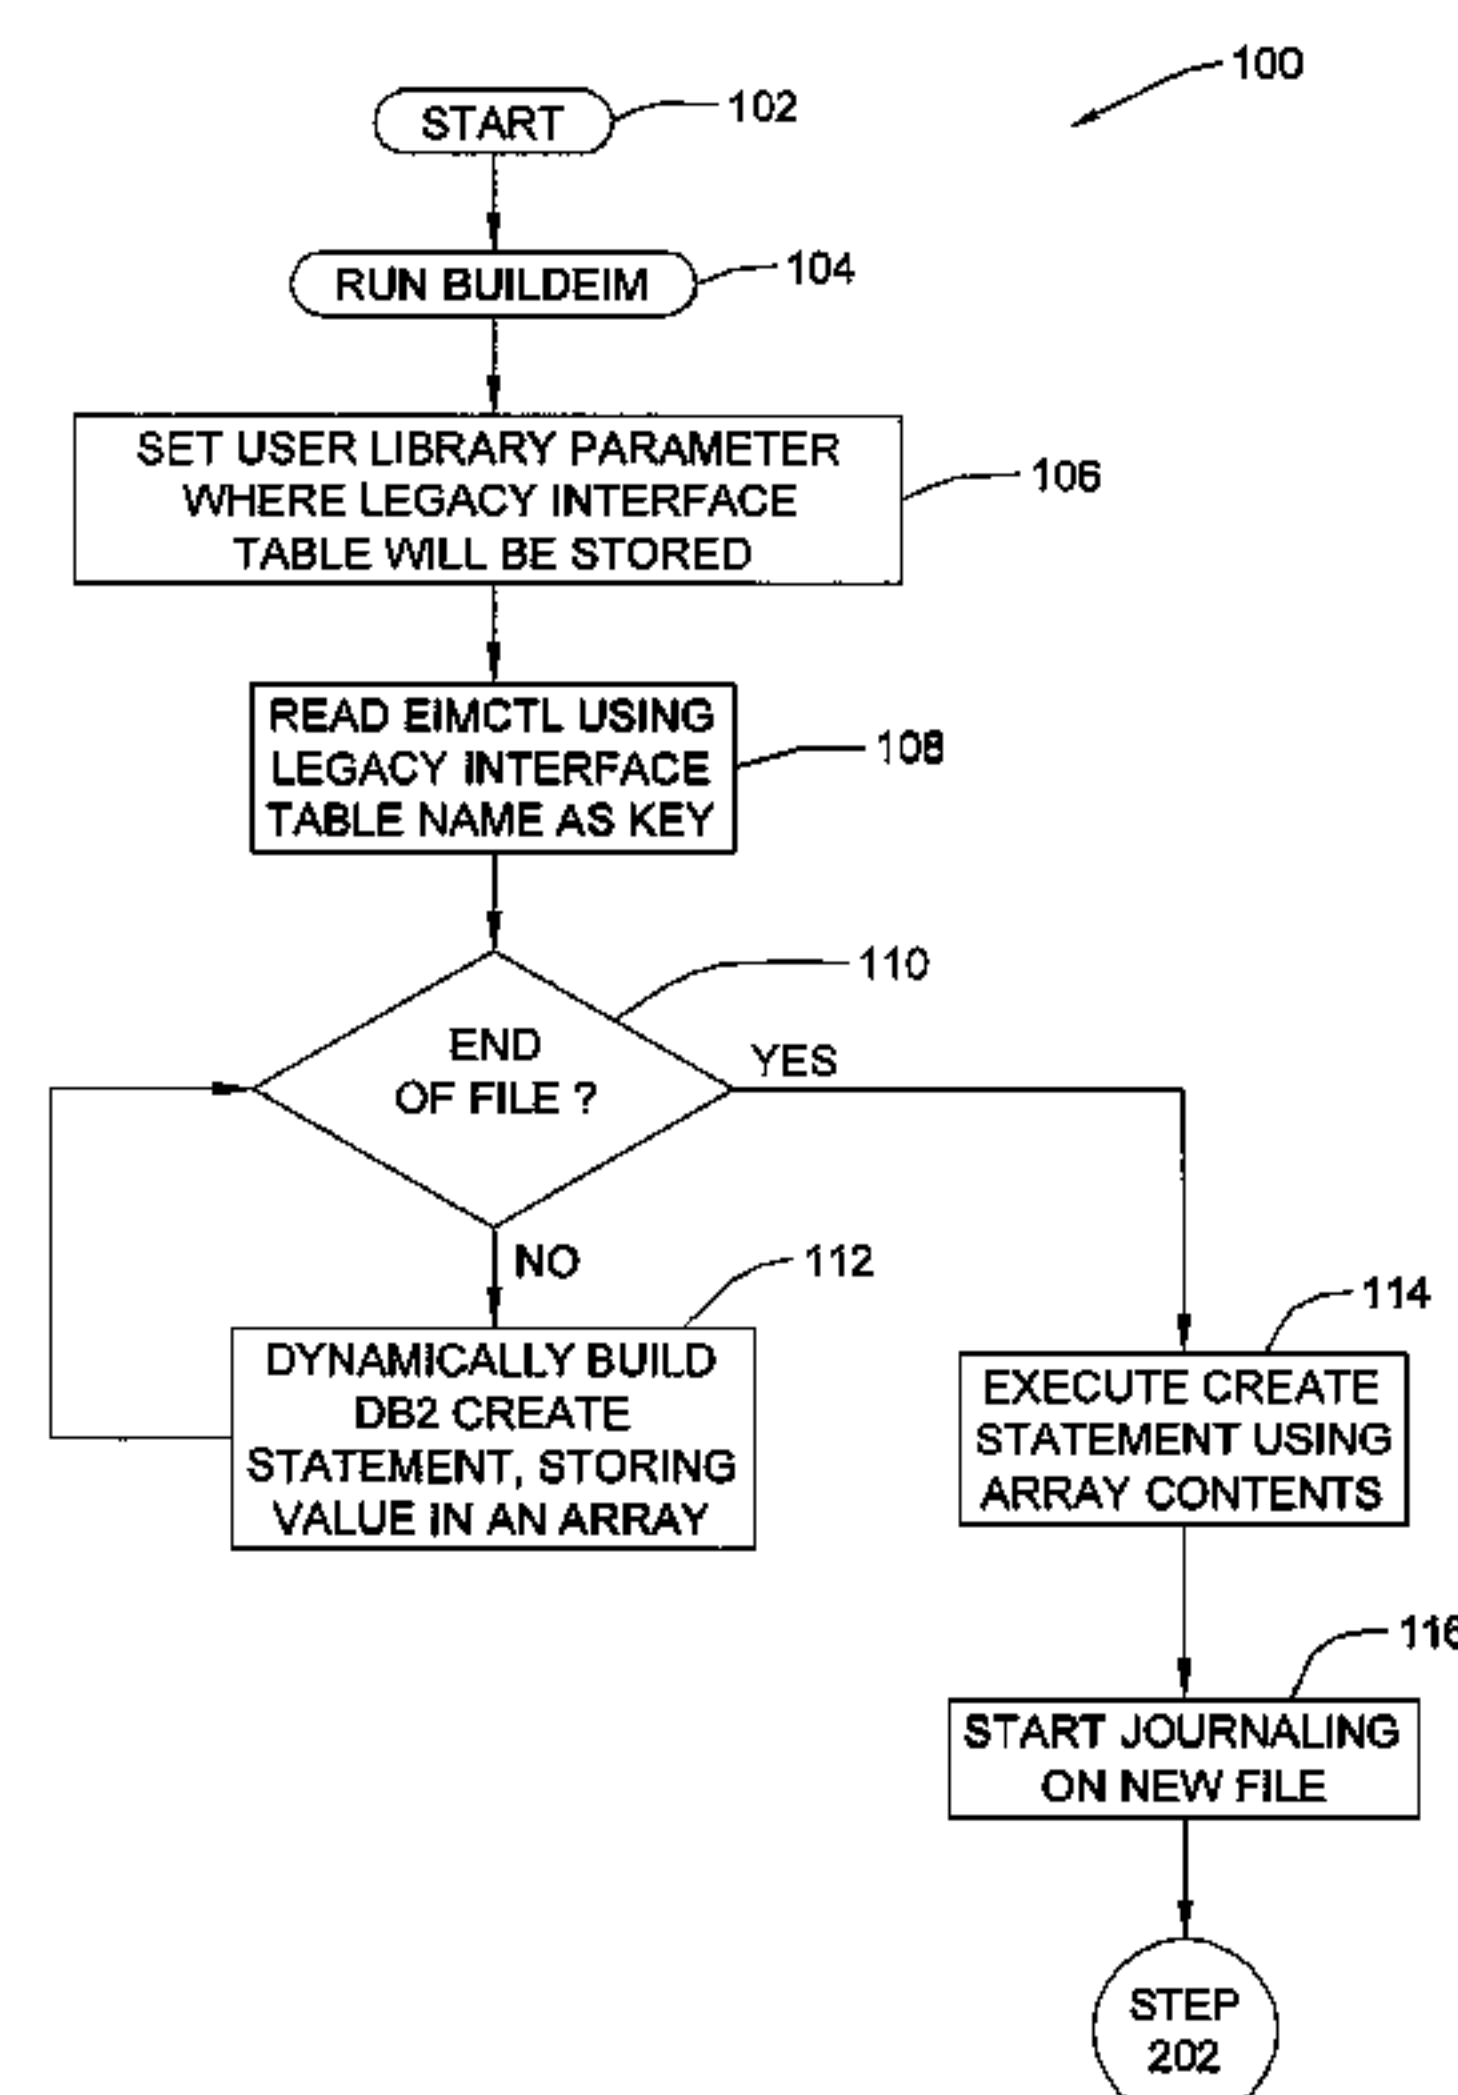 100
START
102
RUN BUILDEIM
104
SET USER LIBRARY PARAMETER
WHERE LEGACY INTERFACE
TABLE WILL BE STORED
106
READ EIMCTL USING
LEGACY INTERFACE
TABLE NAME AS KEY
108
END
OF FILE ?
110
YES
NO
112
DYNAMICALLY BUILD
DB2 CREATE
STATEMENT, STORING
VALUE IN AN ARRAY
114
EXECUTE CREATE
STATEMENT USING
ARRAY CONTENTS
116
START JOURNALING
ON NEW FILE
STEP
202